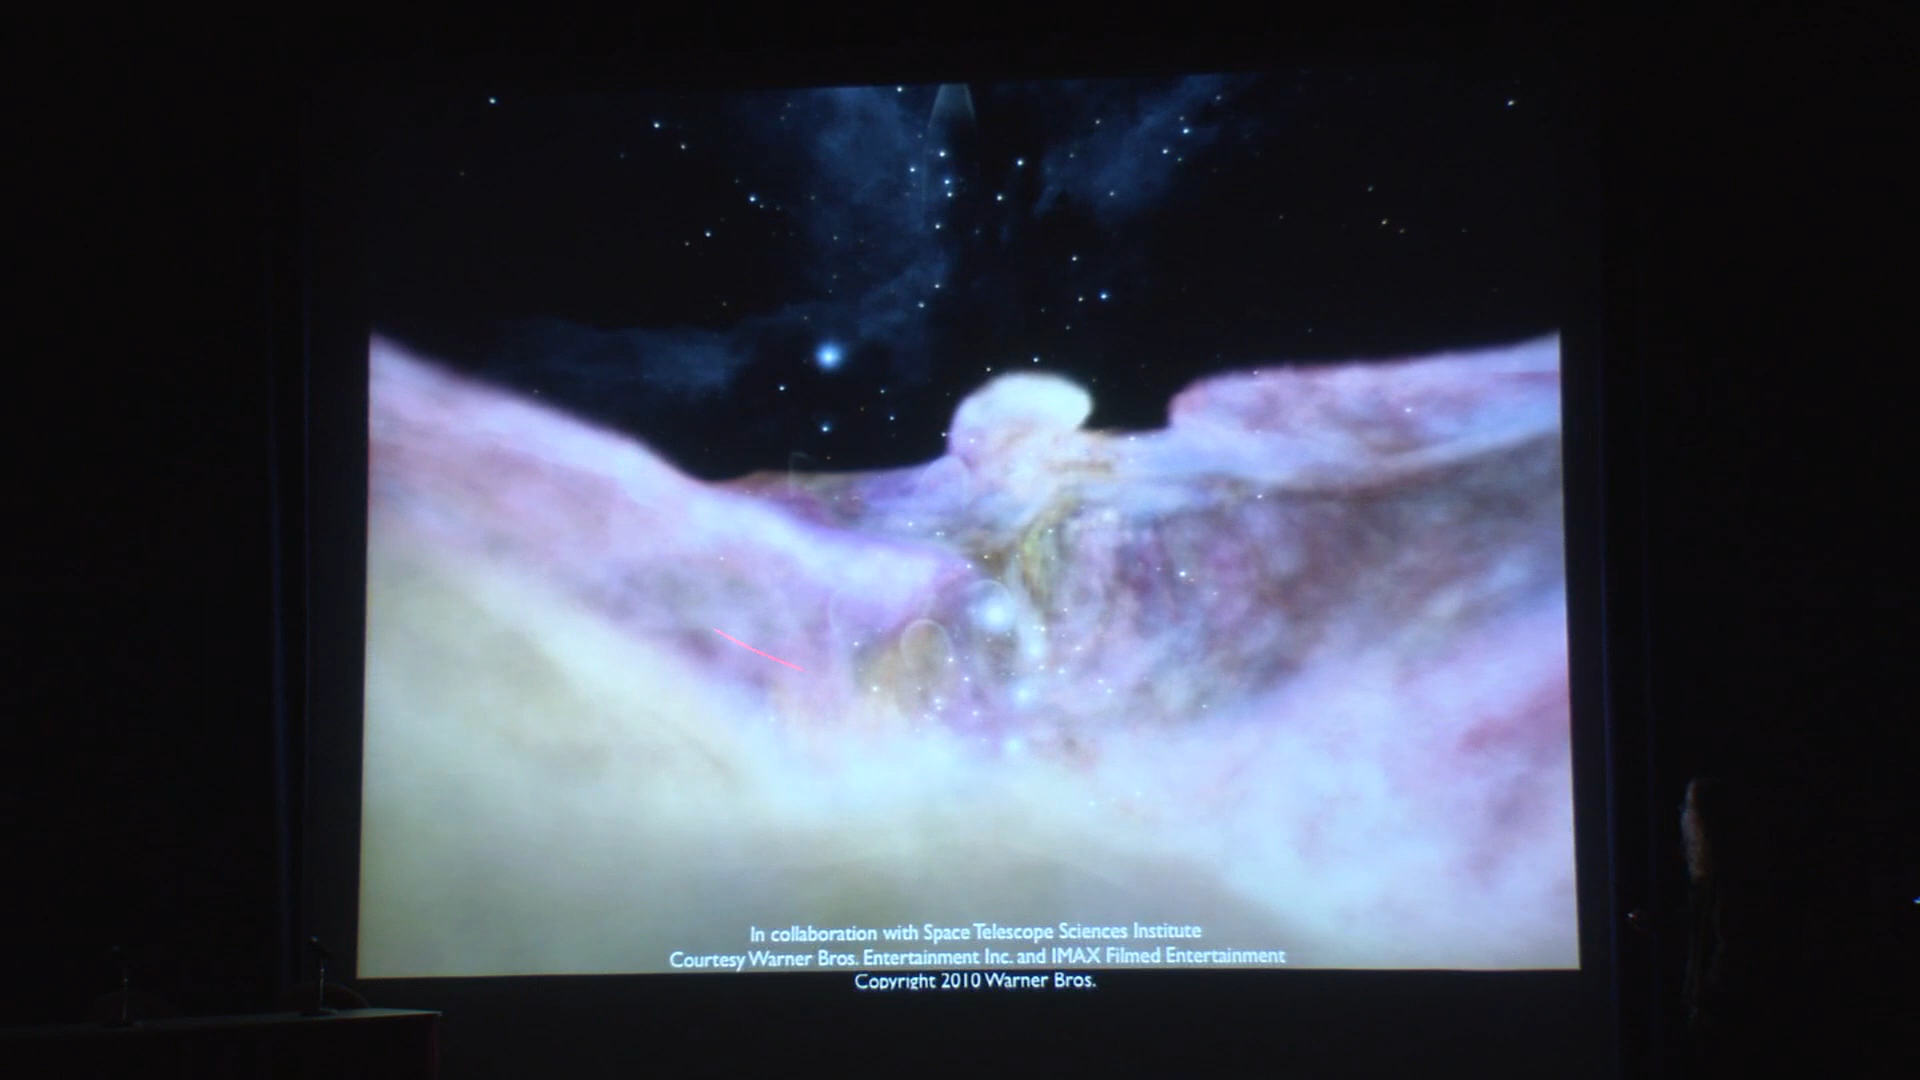 In collaboration with Space Telescope Sciences Institute
Courtesy Warner Bros. Entertainment Inc. and IMAX Filmed Entertainment
Copyright 2010 Warner Bros.